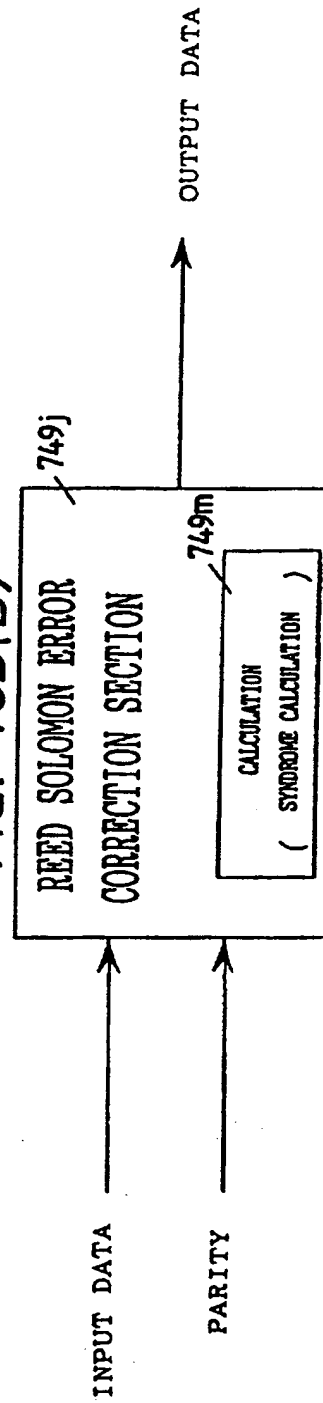 REED SOLOMON ERROR
CORRECTION SECTION
749j
INPUT DATA
PARITY
749m
CALCULATION
( SYNDROME CALCULATION )
OUTPUT DATA